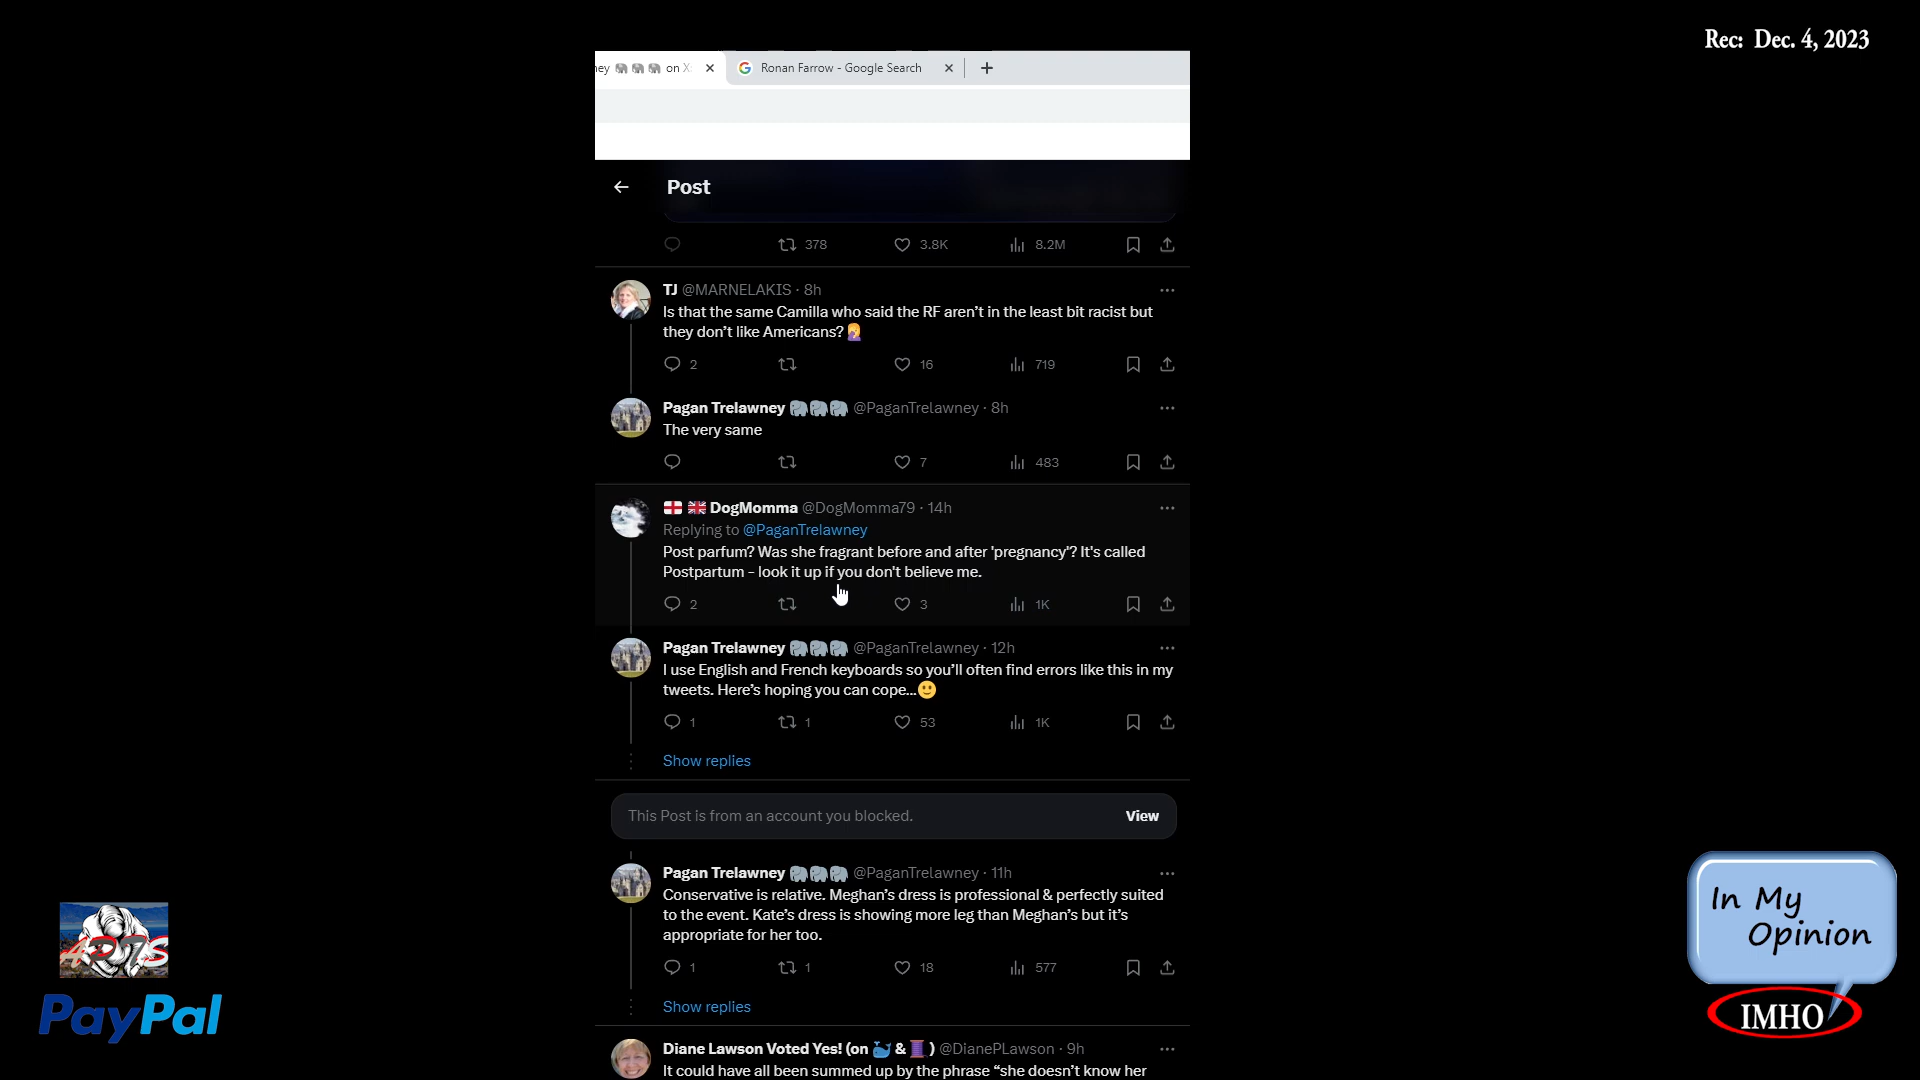 Rec: Dec. 4, 2023
ney 🐘🐘🐘 on X:
Ronan Farrow - Google Search
Post
378 3.8K 8.2M
TJ @MARNELAKIS · 8h
Is that the same Camilla who said the RF aren’t in the least bit racist but
they don’t like Americans?🤦‍♀️
2 16 719
Pagan Trelawney 🐘🐘🐘 @PaganTrelawney · 8h
The very same
7 483
🏴󠁧󠁢󠁥󠁮󠁧󠁿 🇬🇧 DogMomma @DogMomma79 · 14h
Replying to @PaganTrelawney
Post parfum? Was she fragrant before and after 'pregnancy'? It's called
Postpartum - look it up if you don't believe me.
2 3 1K
Pagan Trelawney 🐘🐘🐘 @PaganTrelawney · 12h
I use English and French keyboards so you’ll often find errors like this in my
tweets. Here’s hoping you can cope...🙂
1 1 53 1K
Show replies
This Post is from an account you blocked. View
Pagan Trelawney 🐘🐘🐘 @PaganTrelawney · 11h
Conservative is relative. Meghan’s dress is professional & perfectly suited
to the event. Kate’s dress is showing more leg than Meghan’s but it’s
appropriate for her too.
1 1 18 577
Show replies
Diane Lawson Voted Yes! (on 🐳 & 🧵) @DianePLawson · 9h
It could have all been summed up by the phrase “she doesn’t know her
PayPal
In My
Opinion
IMHO